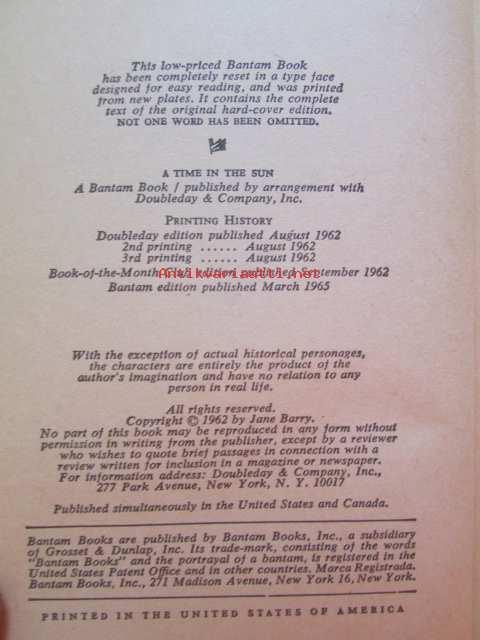 This low-priced Bantam Book
has been completely reset in a type face
designed for easy reading, and was printed
from new plates. It contains the complete
text of the original hard-cover edition.
NOT ONE WORD HAS BEEN OMITTED.
A TIME IN THE SUN
A Bantam Book / published by arrangement with
Doubleday & Company, Inc.
PRINTING HISTORY
Doubleday edition published August 1962
2nd printing ...... August 1962
3rd printing ...... August 1962
Book-of-the-Month Club edition published September 1962
Antikvariaatti.net
Bantam edition published March 1965
With the exception of actual historical personages,
the characters are entirely the product of the
author's imagination and have no relation to any
person in real life.
All rights reserved.
Copyright © 1962 by Jane Barry.
No part of this book may be reproduced in any form without
permission in writing from the publisher, except by a reviewer
who wishes to quote brief passages in connection with a
review written for inclusion in a magazine or newspaper.
For information address: Doubleday & Company, Inc.,
277 Park Avenue, New York, N. Y. 10017
Published simultaneously in the United States and Canada.
Bantam Books are published by Bantam Books, Inc., a subsidiary
of Grosset & Dunlap, Inc. Its trade-mark, consisting of the words
"Bantam Books" and the portrayal of a bantam, is registered in the
United States Patent Office and in other countries. Marca Registrada.
Bantam Books, Inc., 271 Madison Avenue, New York 16, New York.
PRINTED IN THE UNITED STATES OF AMERICA